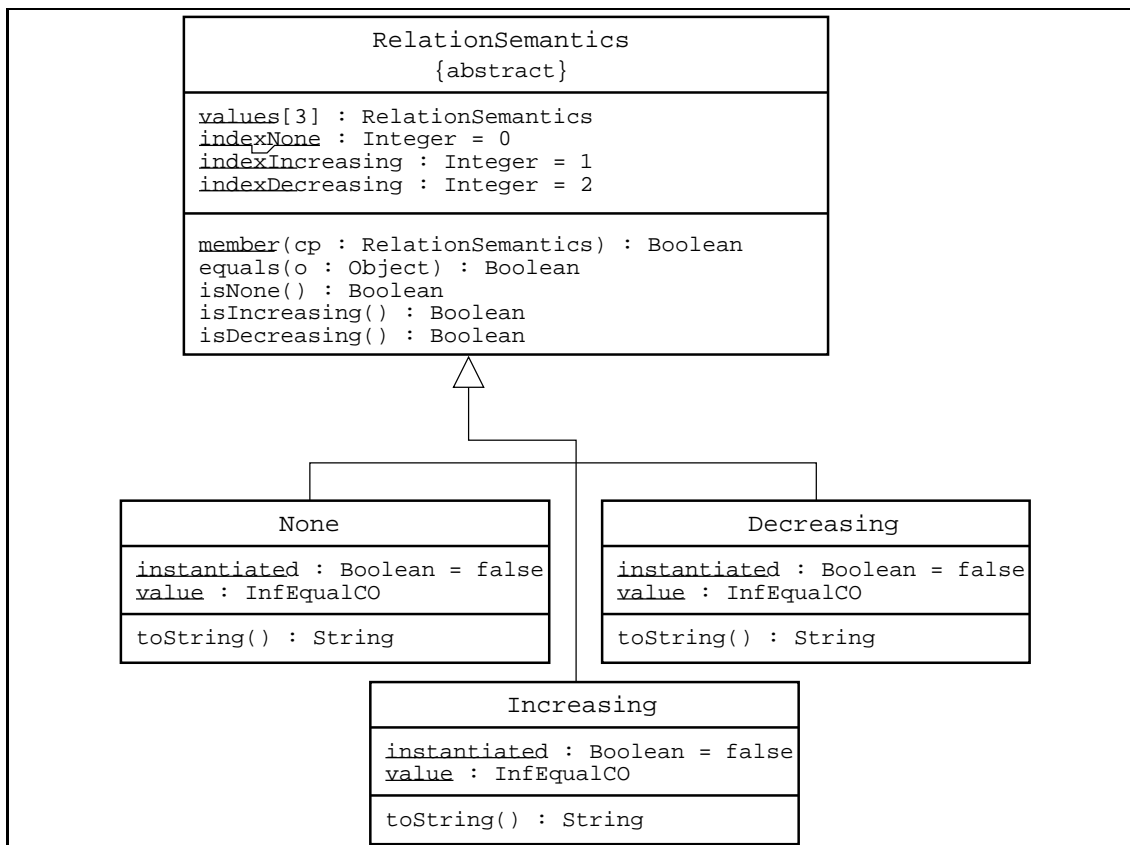 RelationSemantics
{abstract}
values[3] : RelationSemantics
indexNone : Integer = 0
indexIncreasing : Integer = 1
indexDecreasing : Integer = 2
member(cp : RelationSemantics) : Boolean
equals(o : Object) : Boolean
isNone() : Boolean
isIncreasing() : Boolean
isDecreasing() : Boolean
None
instantiated : Boolean = false
value : InfEqualCO
toString() : String
Decreasing
instantiated : Boolean = false
value : InfEqualCO
toString() : String
Increasing
instantiated : Boolean = false
value : InfEqualCO
toString() : String